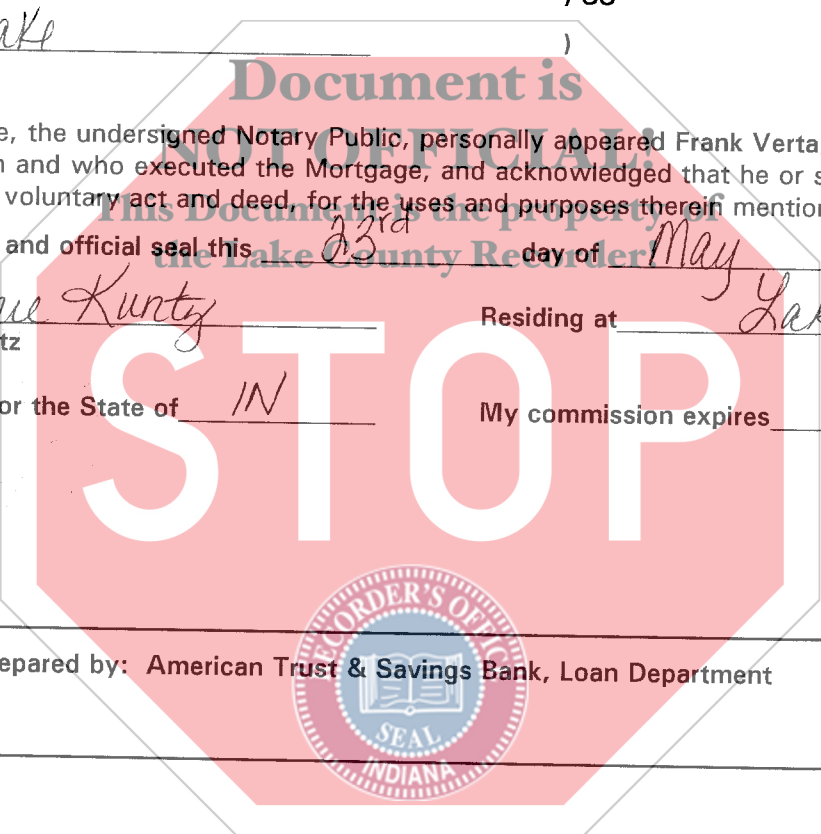 ake
)
Document is
NOT OFFICIAL!
e, the undersigned Notary Public, personally appeared Frank Verta
n and who executed the Mortgage, and acknowledged that he or s
voluntary act and deed, for the uses and purposes therein mention
This Document is the property of
and official seal this 23rd day of May
the Lake County Recorder!
Kuntz Residing at Lak
tz
STOP
or the State of IN My commission expires
RECORDER'S OFFIC
epared by: American Trust & Savings Bank, Loan Department
SEAL
INDIANA